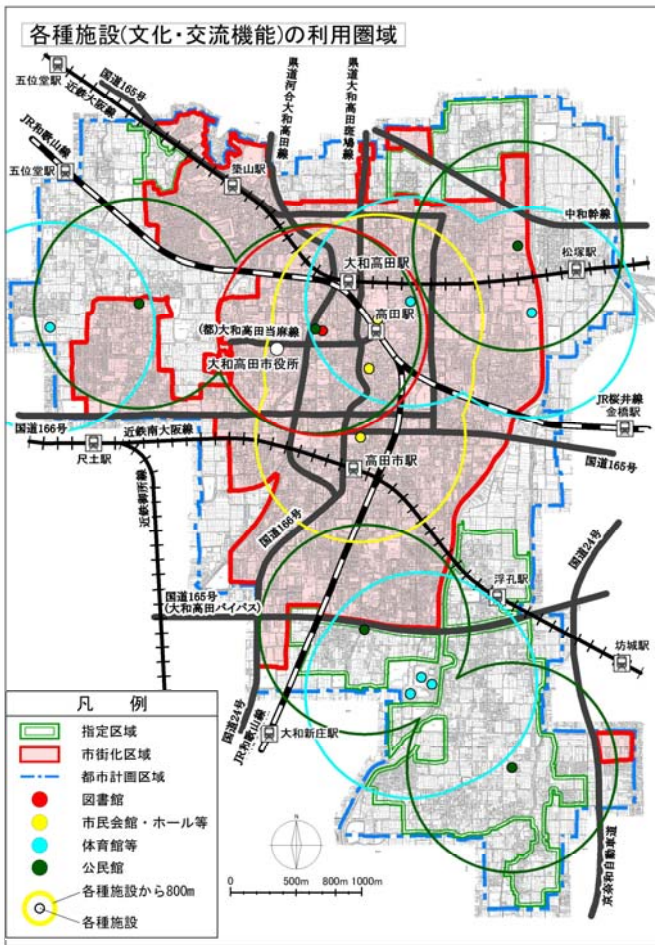 各種施設(文化・交流機能)の利用圏域
五位堂駅
国道165号
近鉄大阪線
県道河合大和高田線
県道大和高田斑鳩線
JR和歌山線
五位堂駅
築山駅
中和幹線
松塚駅
大和高田駅
高田駅
(都)大和高田当麻線
大和高田市役所
JR桜井線
金橋駅
国道166号
近鉄南大阪線
尺土駅
国道165号
高田市駅
近鉄御所線
国道166号
国道24号
浮孔駅
国道165号
(大和高田バイパス)
坊城駅
国道24号
JR和歌山線
大和新庄駅
京奈和自動車道
凡 例
指定区域
市街化区域
都市計画区域
図書館
市民会館・ホール等
体育館等
公民館
各種施設から800m
各種施設
N
0 500m 800m 1000m